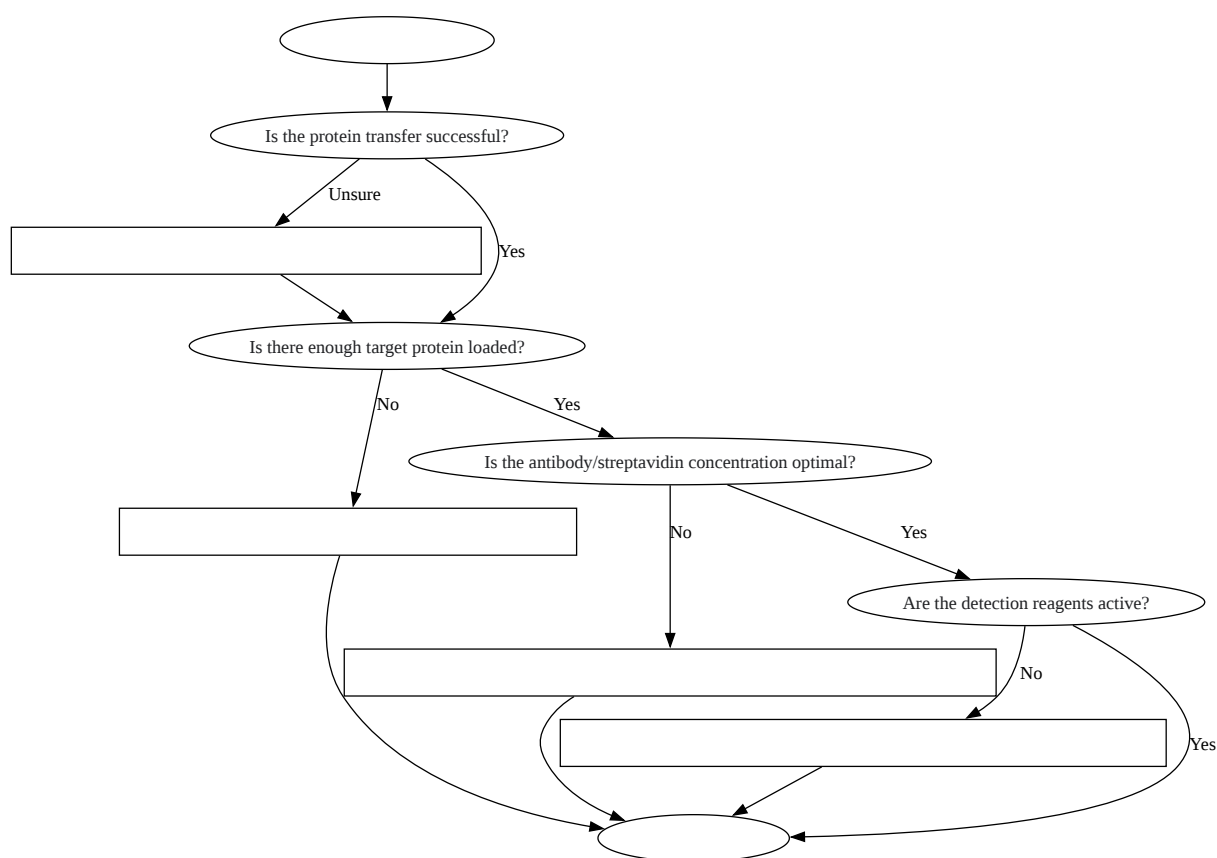 Is the protein transfer successful?
Unsure
Yes
Is there enough target protein loaded?
No
Yes
Is the antibody/streptavidin concentration optimal?
No
Yes
Are the detection reagents active?
No
Yes